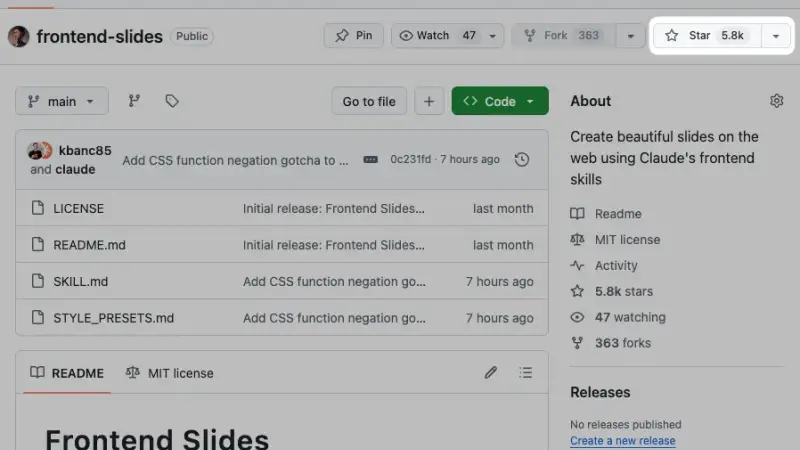 frontend-slides Public
Pin Watch 47 Fork 363 Star 5.8k
main Go to file + Code
kbanc85 and claude Add CSS function negation gotcha to ... 0c231fd · 7 hours ago
LICENSE Initial release: Frontend Slides... last month
README.md Initial release: Frontend Slides... last month
SKILL.md Add CSS function negation go... 7 hours ago
STYLE_PRESETS.md Add CSS function negation go... 7 hours ago
README MIT license
Frontend Slides
About
Create beautiful slides on the
web using Claude's frontend
skills
Readme
MIT license
Activity
5.8k stars
47 watching
363 forks
Releases
No releases published
Create a new release